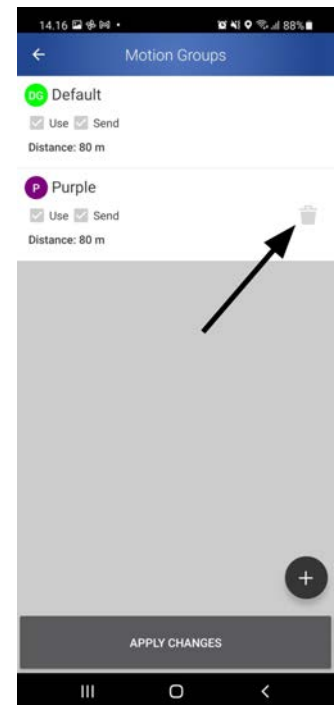 14.16 88%
Motion Groups
DG Default
Use Send
Distance: 80 m
P Purple
Use Send
Distance: 80 m
+
APPLY CHANGES